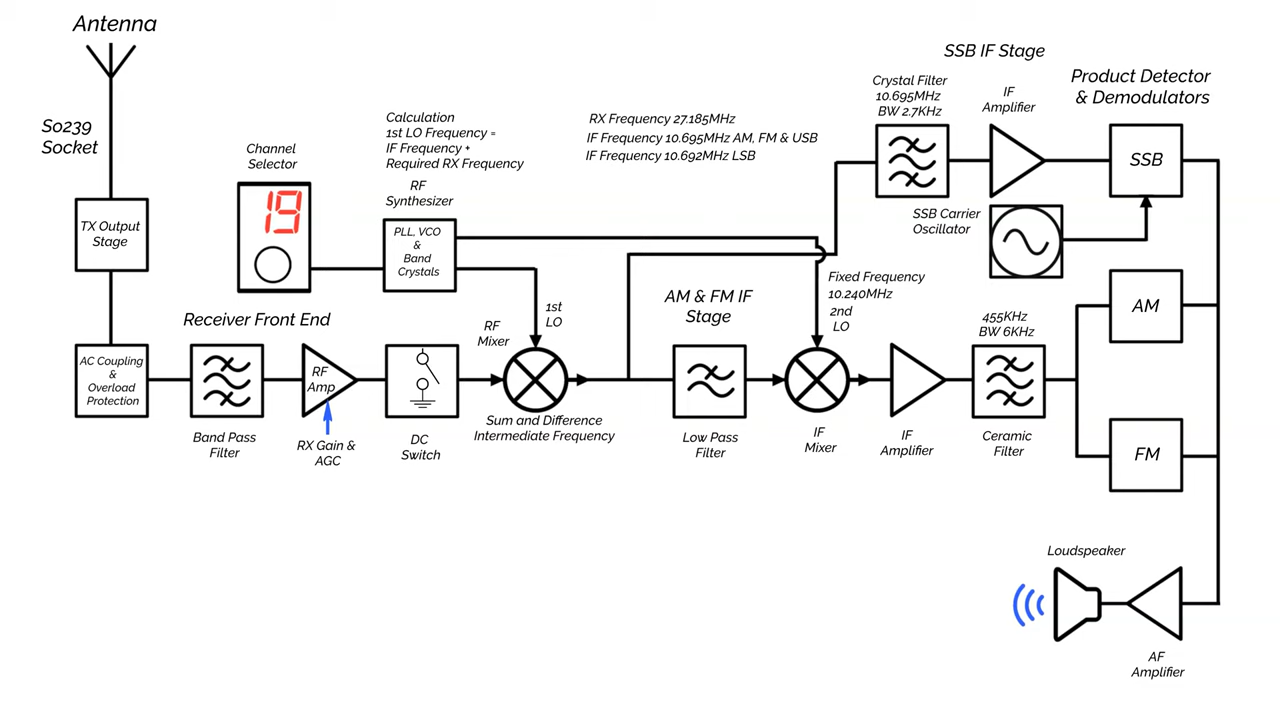 Antenna
So239
Socket
TX Output
Stage
AC Coupling
&
Overload
Protection
Receiver Front End
Band Pass
Filter
RF
Amp
RX Gain &
AGC
DC
Switch
Channel
Selector
19
Calculation
1st LO Frequency =
IF Frequency +
Required RX Frequency
RF
Synthesizer
PLL, VCO
&
Band
Crystals
RX Frequency 27.185MHz
IF Frequency 10.695MHz AM, FM & USB
IF Frequency 10.692MHz LSB
1st
LO
RF
Mixer
Sum and Difference
Intermediate Frequency
AM & FM IF
Stage
Low Pass
Filter
Fixed Frequency
10.240MHz
2nd
LO
IF
Mixer
IF
Amplifier
455KHz
BW 6KHz
Ceramic
Filter
SSB IF Stage
Crystal Filter
10.695MHz
BW 2.7KHz
IF
Amplifier
SSB Carrier
Oscillator
Product Detector
& Demodulators
SSB
AM
FM
Loudspeaker
AF
Amplifier